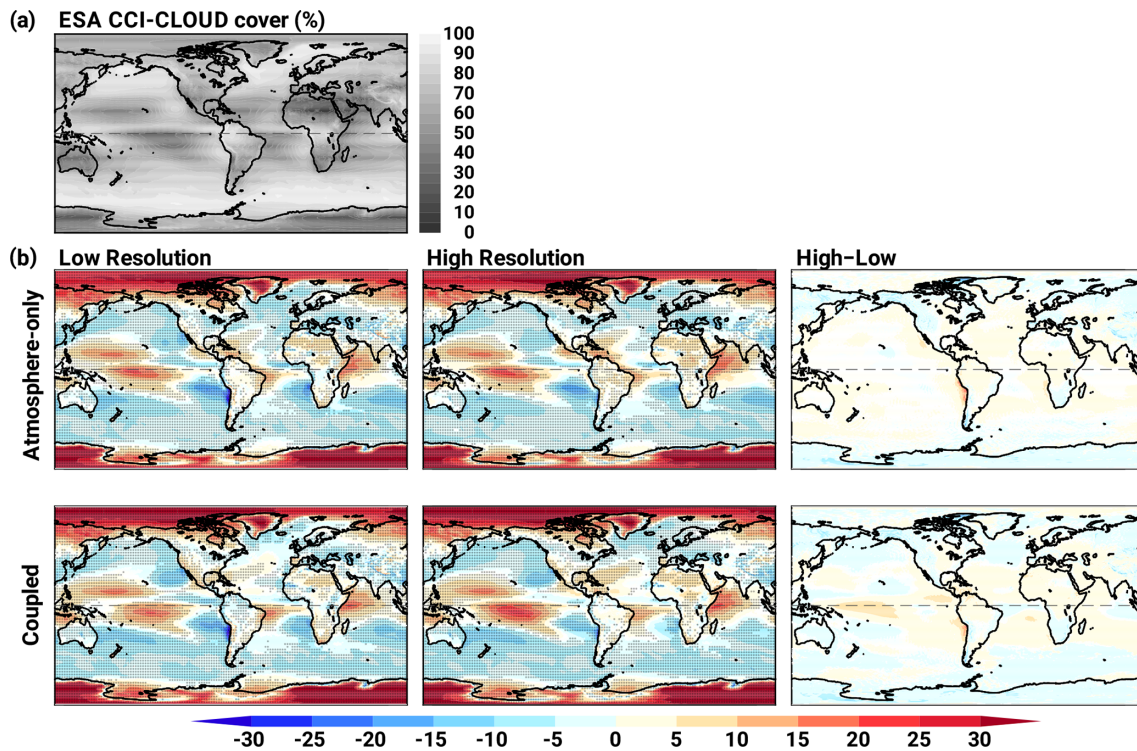 (a) ESA CCI-CLOUD cover (%)
100
90
80
70
60
50
40
30
20
10
0
(b) Low Resolution High Resolution High–Low
Atmosphere-only
Coupled
-30 -25 -20 -15 -10 -5 0 5 10 15 20 25 30